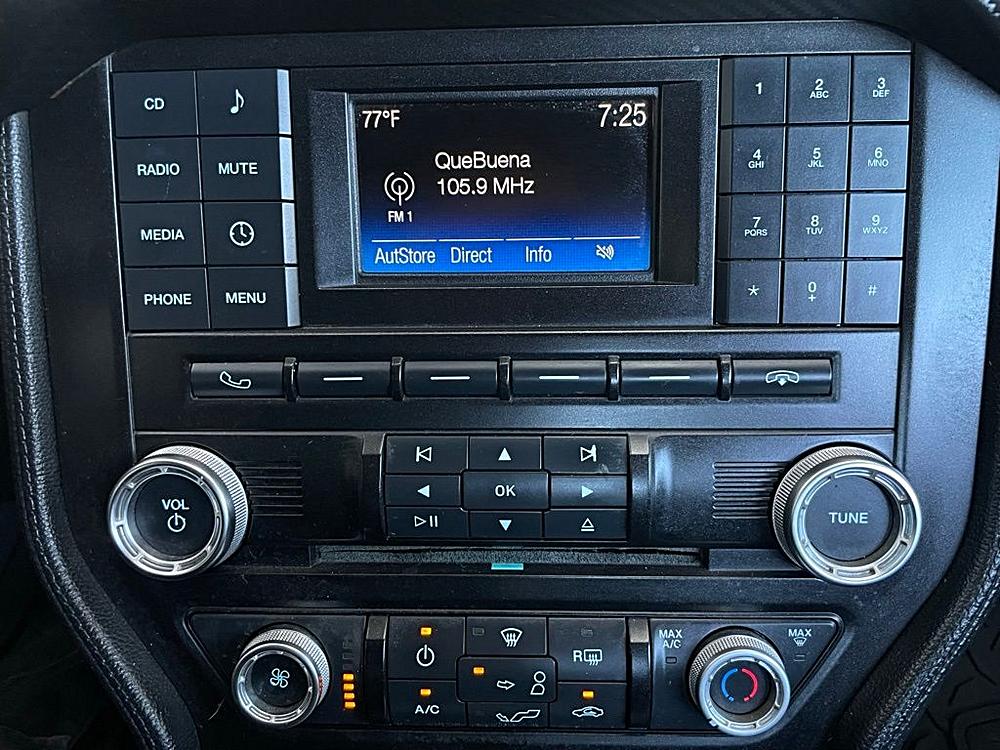 CD
RADIO
MUTE
MEDIA
PHONE
MENU
77°F
7:25
QueBuena
105.9 MHz
FM 1
AutStore
Direct
Info
1
2
ABC
3
DEF
4
GHI
5
JKL
6
MNO
7
PQRS
8
TUV
9
WXYZ
*
0
+
#
VOL
OK
TUNE
A/C
R
MAX
A/C
MAX